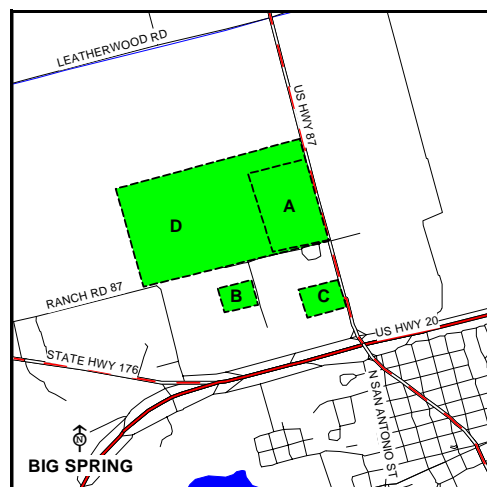 LEATHERWOOD RD
US HWY 87
A
D
B
C
RANCH RD 87
US HWY 20
STATE HWY 176
N SAN ANTONIO ST
N
BIG SPRING